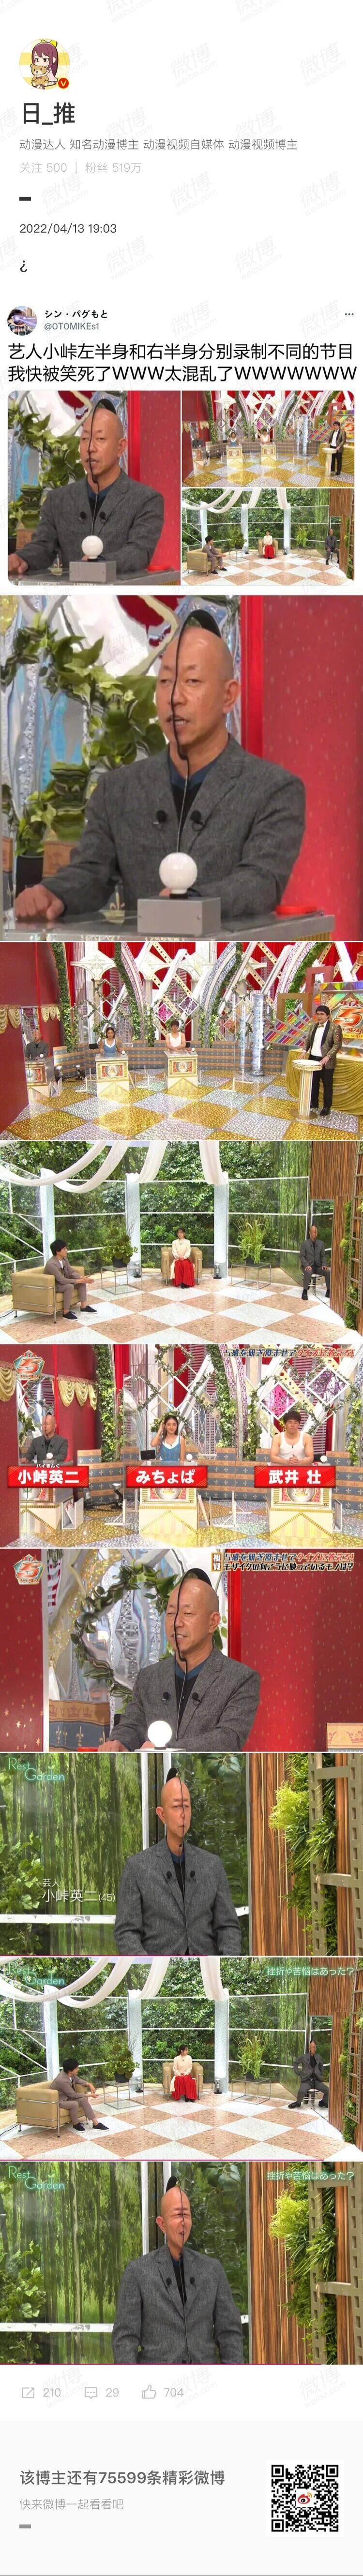 日_推
动漫达人 知名动漫博主 动漫视频自媒体 动漫视频博主
关注 500 | 粉丝 519万
2022/04/13 19:03
¿
シン・パグもと
@OTOMIKEs1
艺人小峠左半身和右半身分别录制不同的节目
我快被笑死了WWW太混乱了WWWWWWW
小峠英二
みちょぱ
武井 壮
Rest Garden
芸人
小峠英二(45)
Rest Garden
挫折や苦悩はあった?
Rest Garden
挫折や苦悩はあった?
210 29 704
该博主还有75599条精彩微博
快来微博一起看看吧